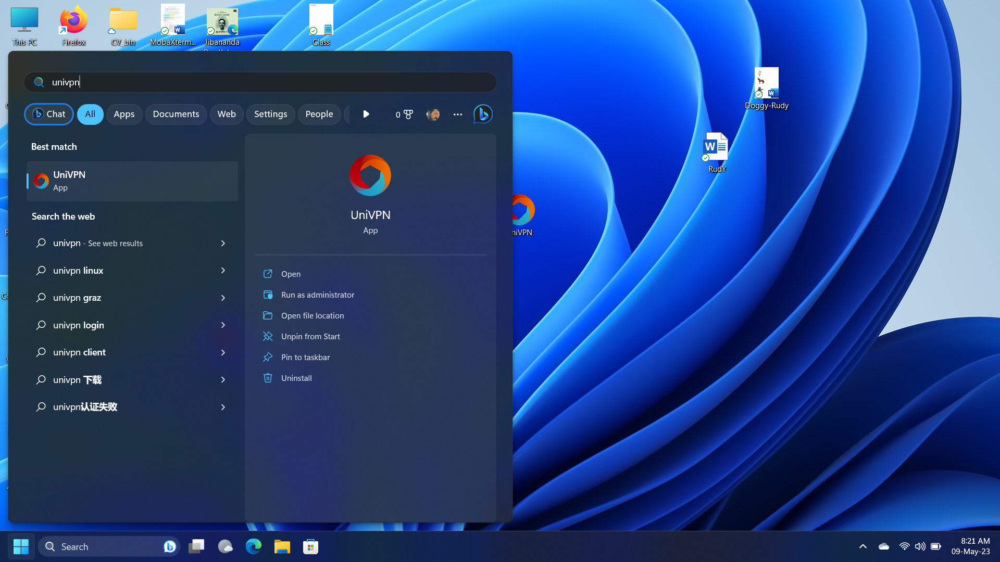 This PC
Firefox
CV_bin
MobaXterm...
Jibananda
Class
univpn
Chat
All
Apps
Documents
Web
Settings
People
0
Best match
UniVPN
App
Search the web
univpn - See web results
univpn linux
univpn graz
univpn login
univpn client
univpn 下载
univpn认证失败
UniVPN
App
Open
Run as administrator
Open file location
Unpin from Start
Pin to taskbar
Uninstall
Doggy-Rudy
RudY
niVPN
Search
8:21 AM
09-May-23